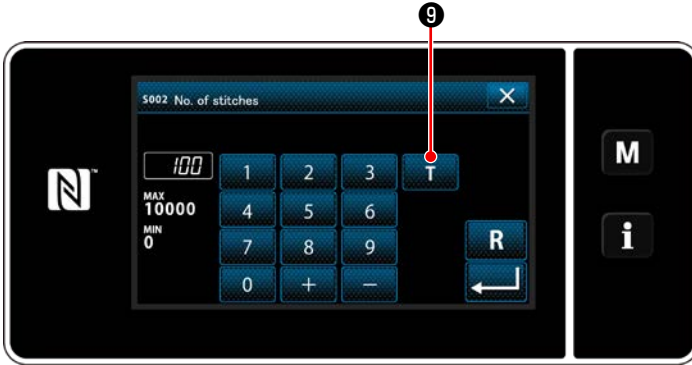 9
S002 No. of stitches
100
1 2 3 T
MAX
10000
4 5 6
MIN
0
7 8 9 R
0 + −
N
M
i